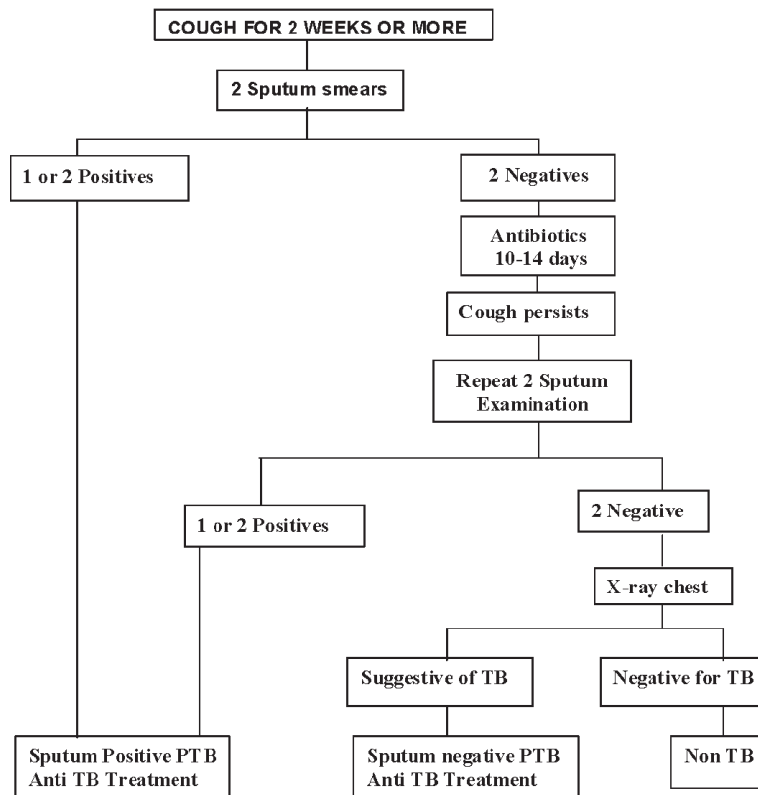 COUGH FOR 2 WEEKS OR MORE
2 Sputum smears
1 or 2 Positives
2 Negatives
Antibiotics
10-14 days
Cough persists
Repeat 2 Sputum
Examination
1 or 2 Positives
2 Negative
X-ray chest
Suggestive of TB
Negative for TB
Sputum Positive PTB
Anti TB Treatment
Sputum negative PTB
Anti TB Treatment
Non TB